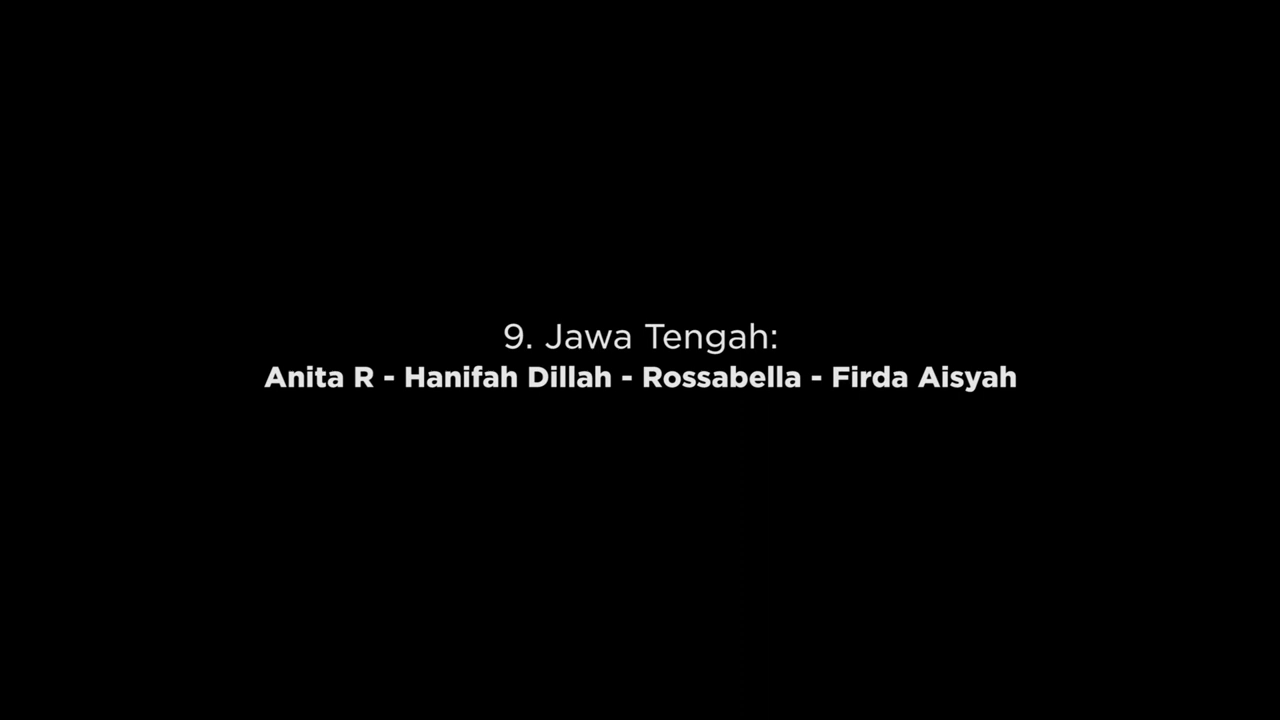 9. Jawa Tengah:
Anita R - Hanifah Dillah - Rossabella - Firda Aisyah